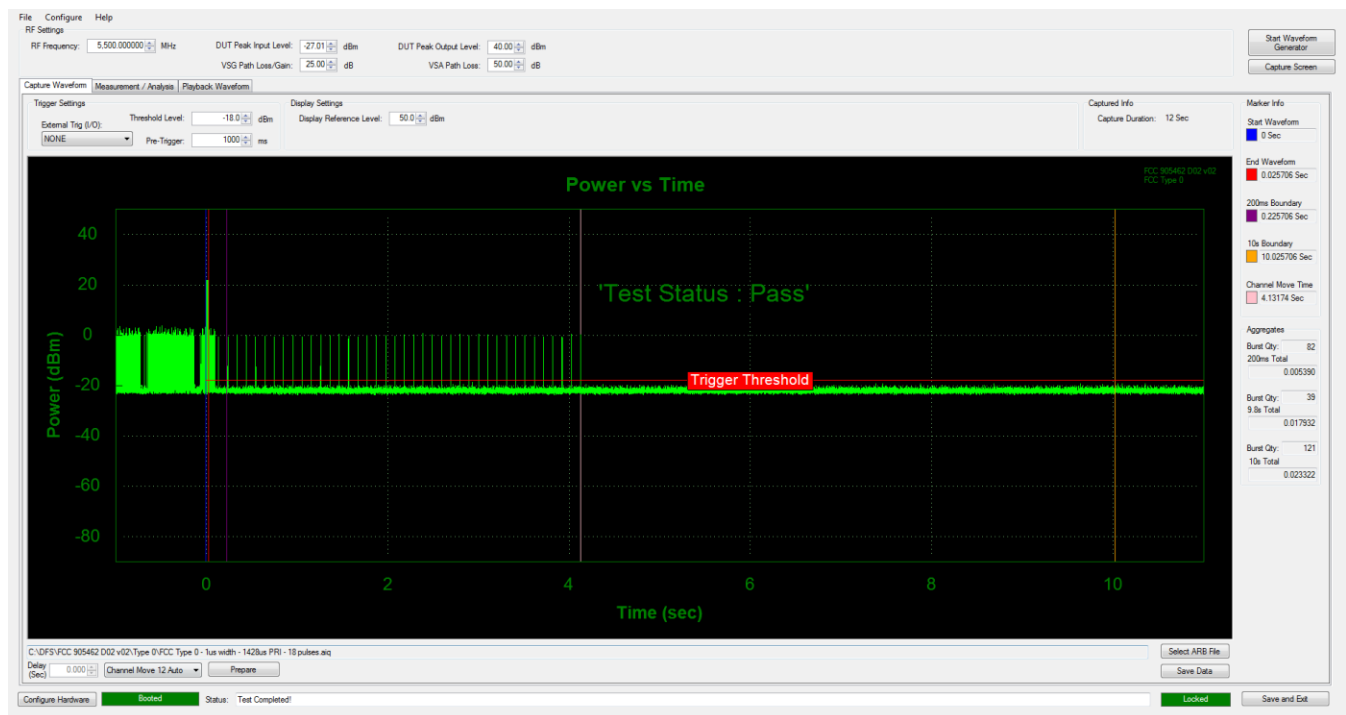 File Configure Help
RF Settings
RF Frequency: 5,500.000000 MHz DUT Peak Input Level: -27.01 dBm DUT Peak Output Level: 40.00 dBm
VSG Path Loss/Gain: 25.00 dB VSA Path Loss: 50.00 dB
Start Waveform Generator
Capture Screen
Capture Waveform Measurement / Analysis Playback Waveform
Trigger Settings
External Trig (I/O): Threshold Level: -18.0 dBm
NONE Pre-Trigger: 1000 ms
Display Settings
Display Reference Level: 50.0 dBm
Captured Info
Capture Duration: 12 Sec
Marker Info
Start Waveform
0 Sec
End Waveform
0.025706 Sec
200ms Boundary
0.225706 Sec
10s Boundary
10.025706 Sec
Channel Move Time
4.13174 Sec
Aggregates
Burst Qty: 82
200ms Total
0.005390
Burst Qty: 39
9.8s Total
0.017932
Burst Qty: 121
10s Total
0.023322
Power vs Time
FCC 905462 D02 v02
FCC Type 0
'Test Status : Pass'
Trigger Threshold
Power (dBm)
40
20
0
-20
-40
-60
-80
0 2 4 6 8 10
Time (sec)
C:\DFS\FCC 905462 D02 v02\Type 0\FCC Type 0 - 1us width - 1428us PRI - 18 pulses.aiq
Select ARB File
Delay (Sec) 0.000 Channel Move 12 Auto Prepare
Save Data
Configure Hardware Booted Status: Test Completed! Locked Save and Exit